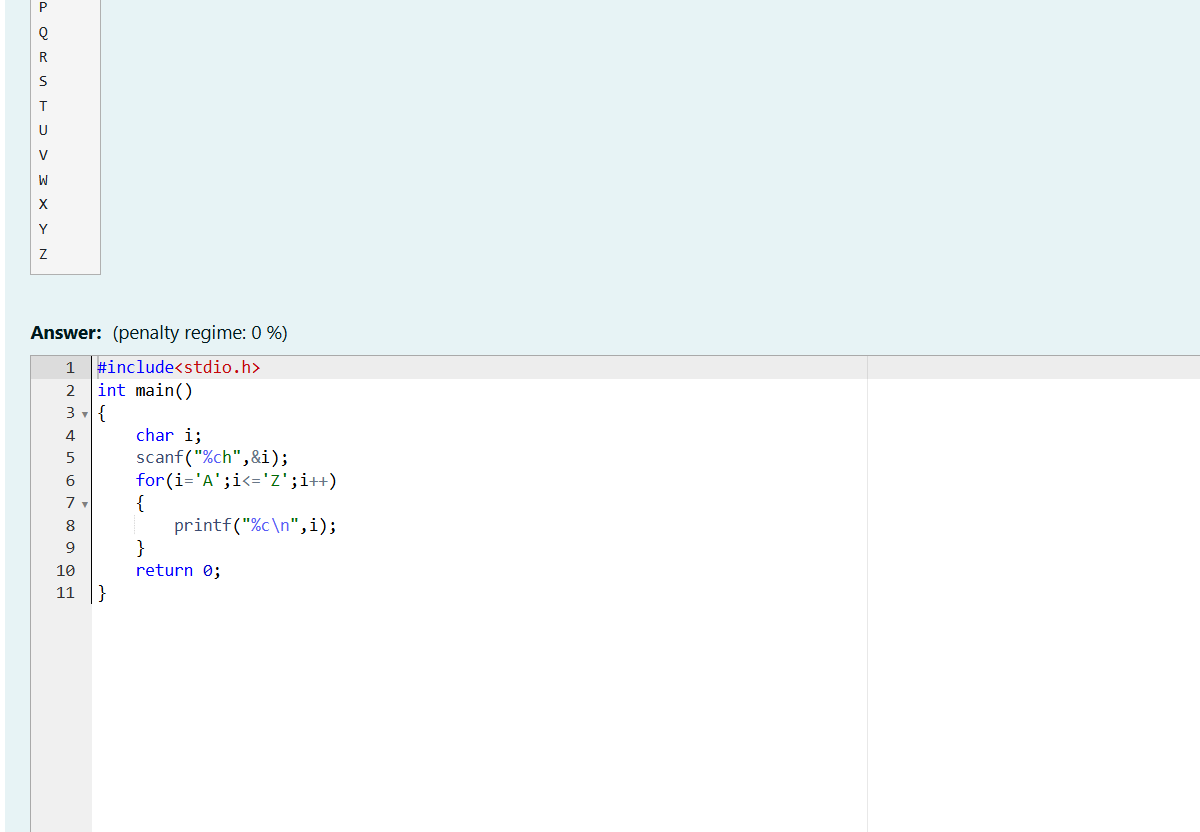 P
Q
R
S
T
U
V
W
X
Y
Z
Answer: (penalty regime: 0 %)
1 #include<stdio.h>
2 int main()
3 {
4     char i;
5     scanf("%ch",&i);
6     for(i='A';i<='Z';i++)
7     {
8         printf("%c\n",i);
9     }
10     return 0;
11 }